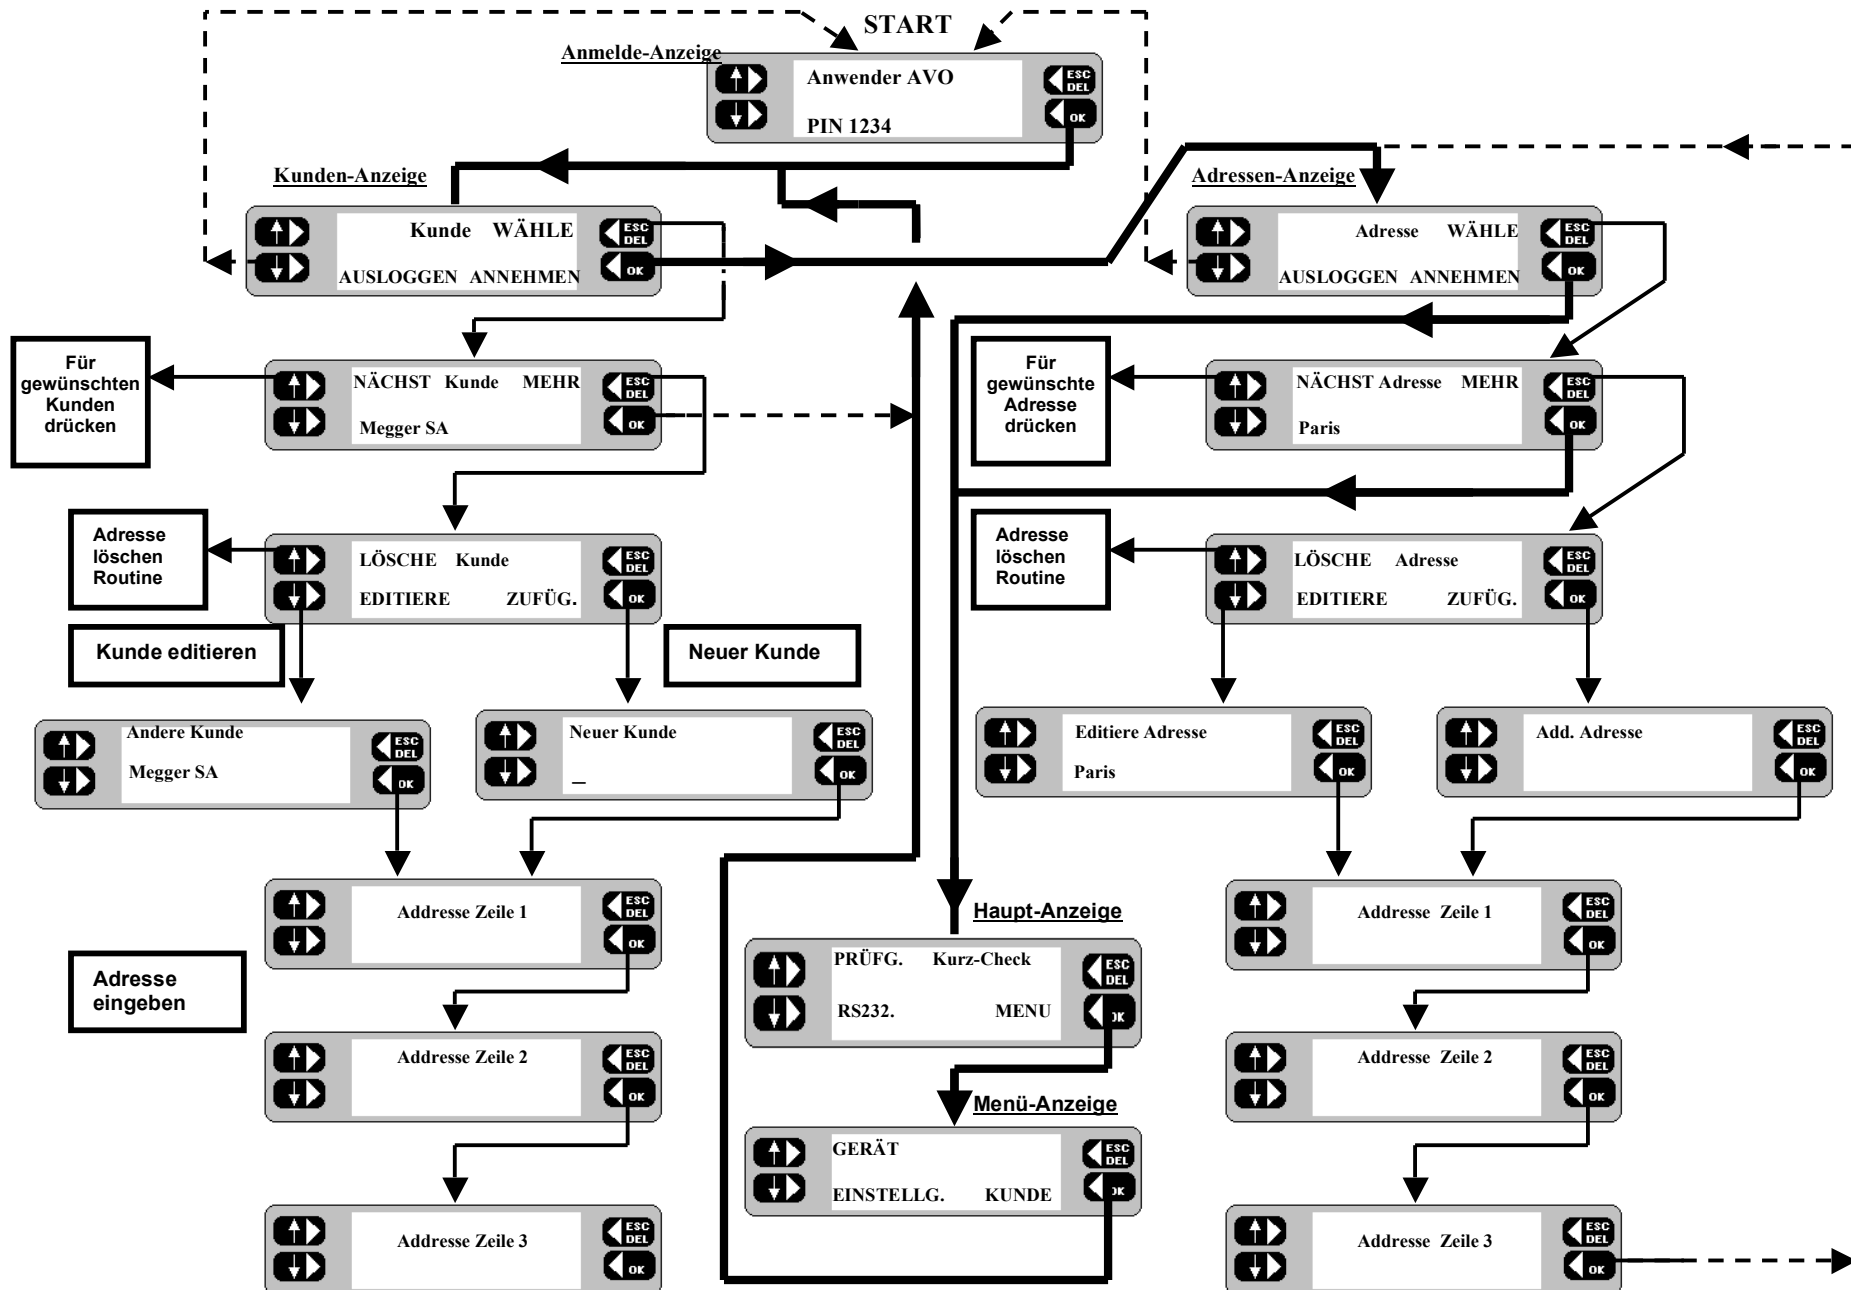 START
Anmelde-Anzeige
Anwender AVO
ESC
DEL
PIN 1234
OK
Kunden-Anzeige
Kunde WÄHLE
ESC
DEL
AUSLOGGEN ANNEHMEN
OK
Adressen-Anzeige
Adresse WÄHLE
ESC
DEL
AUSLOGGEN ANNEHMEN
OK
Für
gewünschten
Kunden
drücken
NÄCHST Kunde MEHR
ESC
DEL
Megger SA
OK
Für
gewünschte
Adresse
drücken
NÄCHST Adresse MEHR
ESC
DEL
Paris
OK
Adresse
löschen
Routine
LÖSCHE Kunde
ESC
DEL
EDITIERE ZUFÜG.
OK
Adresse
löschen
Routine
LÖSCHE Adresse
ESC
DEL
EDITIERE ZUFÜG.
OK
Kunde editieren
Neuer Kunde
Andere Kunde
ESC
DEL
Megger SA
OK
Neuer Kunde
ESC
DEL
_
OK
Editiere Adresse
ESC
DEL
Paris
OK
Add. Adresse
ESC
DEL
OK
Addresse Zeile 1
ESC
DEL
OK
Addresse Zeile 1
ESC
DEL
OK
Haupt-Anzeige
PRÜFG. Kurz-Check
ESC
DEL
RS232. MENU
OK
Adresse
eingeben
Addresse Zeile 2
ESC
DEL
OK
Addresse Zeile 2
ESC
DEL
OK
Menü-Anzeige
GERÄT
ESC
DEL
EINSTELLG. KUNDE
OK
Addresse Zeile 3
ESC
DEL
OK
Addresse Zeile 3
ESC
DEL
OK